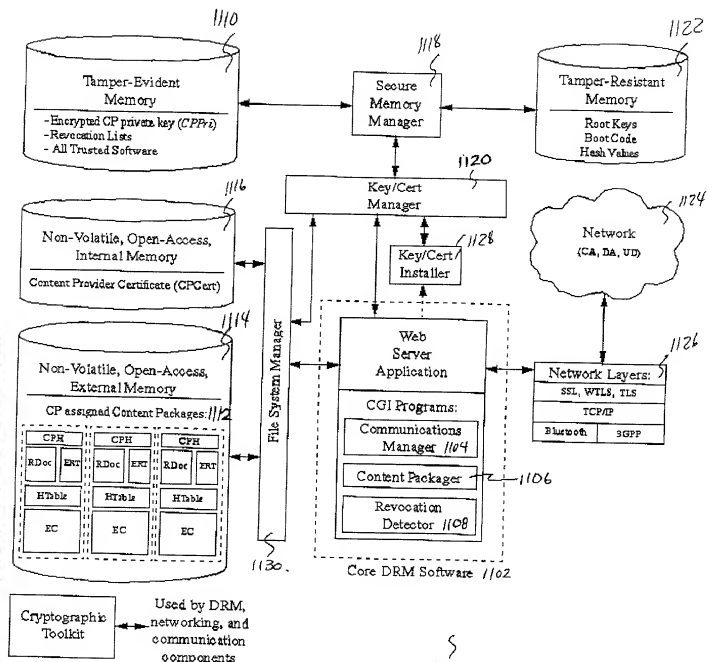 1110
Tamper-Evident
Memory
- Encrypted CP private key (CPPri)
- Revocation Lists
- All Trusted Software
1118
Secure
Memory
Manager
1122
Tamper-Resistant
Memory
Root Keys
Boot Code
Hash Values
1120
Key/Cert
Manager
1116
Non-Volatile, Open-Access,
Internal Memory
Content Provider Certificate (CPCert)
Key/Cert
Installer
1128
1124
Network
(CA, DA, UD)
1114
Non-Volatile, Open-Access,
External Memory
CP assigned Content Packages: 1112
CPH CPH CPH
RDoc ERT RDoc ERT RDoc ERT
HTable HTable HTable
EC EC EC
File System Manager
1130.
Web
Server
Application
CGI Programs:
Communications
Manager 1104
Content Packager
1106
Revocation
Detector 1108
Core DRM Software 1102
1126
Network Layers:
SSL, WTLS, TLS
TCP/IP
Bluetooth 3GPP
Cryptographic
Toolkit
Used by DRM,
networking, and
communication
components